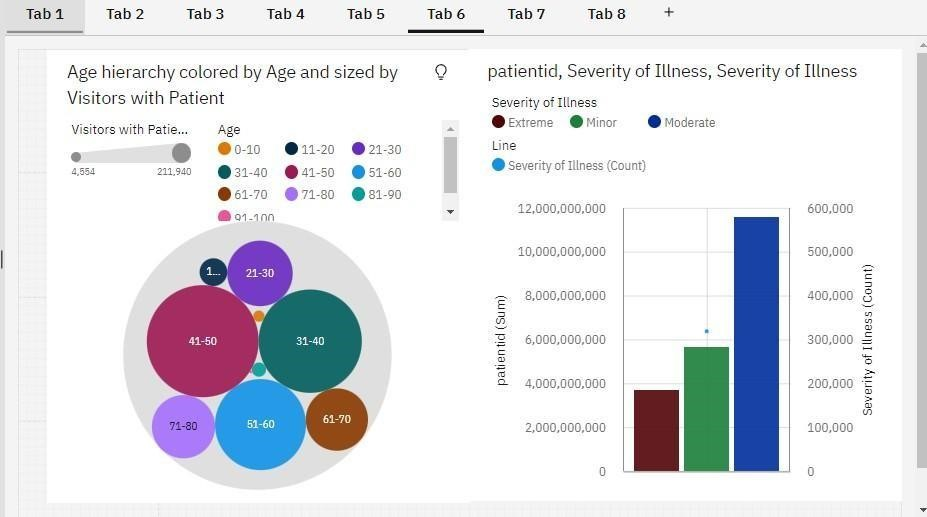 Tab 1 Tab 2 Tab 3 Tab 4 Tab 5 Tab 6 Tab 7 Tab 8 +
Age hierarchy colored by Age and sized by
Visitors with Patient
Visitors with Patie...
4,554 211,940
Age
0-10 11-20 21-30
31-40 41-50 51-60
61-70 71-80 81-90
91-100
1... 21-30
41-50 31-40
71-80 51-60 61-70
patientid, Severity of Illness, Severity of Illness
Severity of Illness
Extreme Minor Moderate
Line
Severity of Illness (Count)
patientid (Sum)
12,000,000,000
10,000,000,000
8,000,000,000
6,000,000,000
4,000,000,000
2,000,000,000
0
600,000
500,000
400,000
300,000
200,000
100,000
0
Severity of Illness (Count)